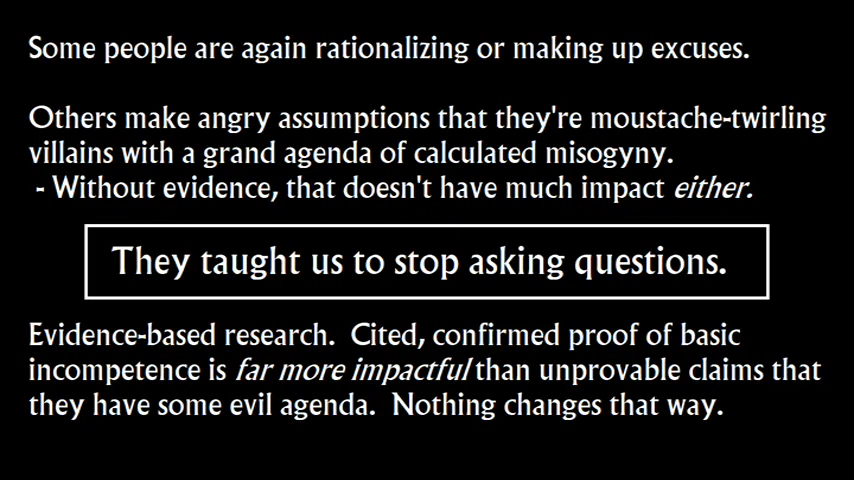 Some people are again rationalizing or making up excuses.
Others make angry assumptions that they're moustache-twirling
villains with a grand agenda of calculated misogyny.
- Without evidence, that doesn't have much impact either.
They taught us to stop asking questions.
Evidence-based research.  Cited, confirmed proof of basic
incompetence is far more impactful than unprovable claims that
they have some evil agenda.  Nothing changes that way.